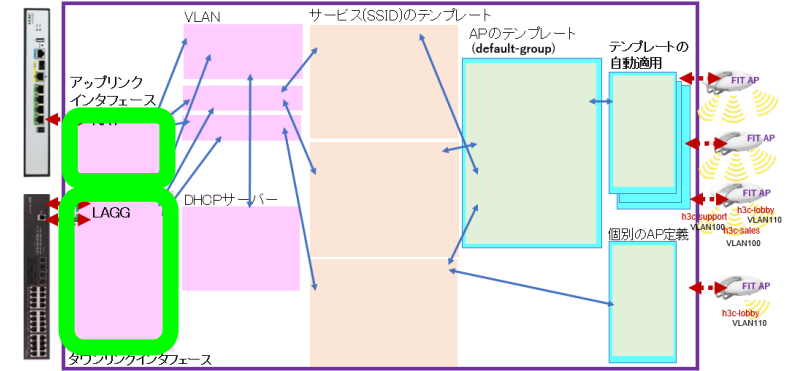 VLAN
サービス(SSID)のテンプレート
APのテンプレート
(default-group)
テンプレートの
自動適用
アップリンク
インタフェース
LAGG
DHCPサーバー
ダウンリンクインタフェース
個別のAP定義
FIT AP
FIT AP
FIT AP
h3c-support
VLAN100
h3c-lobby
VLAN110
h3c-sales
VLAN100
FIT AP
h3c-lobby
VLAN110